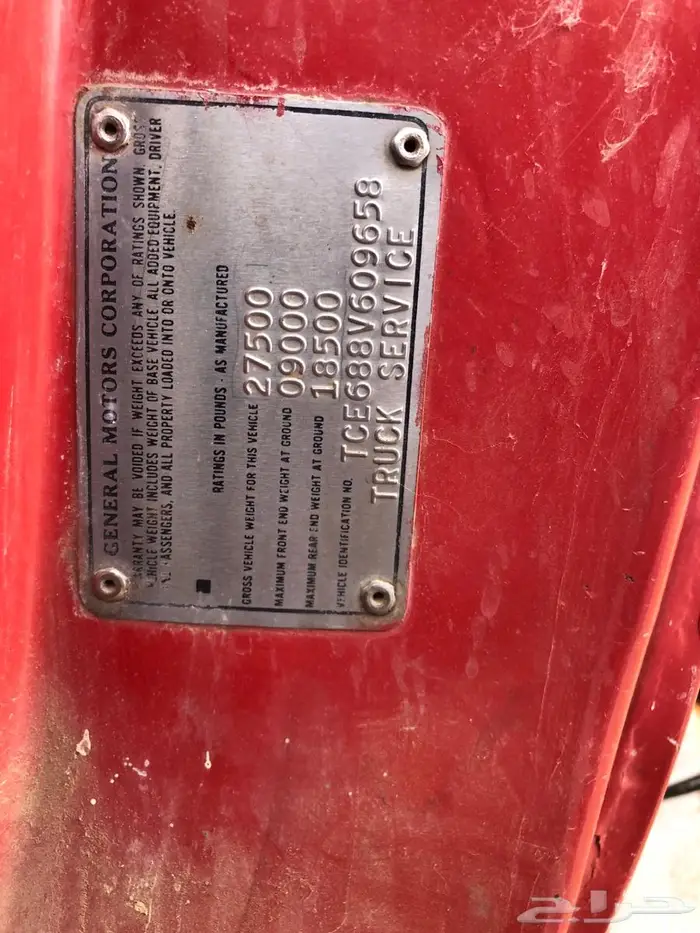 GENERAL MOTORS CORPORATION
ARRANTY MAY BE VOIDED IF WEIGHT EXCEEDS ANY OF RATINGS SHOWN. GROSS
VEHICLE WEIGHT INCLUDES WEIGHT OF BASE VEHICLE, ALL ADDED EQUIPMENT, DRIVER
PASSENGERS, AND ALL PROPERTY LOADED INTO OR ONTO VEHICLE.
RATINGS IN POUNDS - AS MANUFACTURED
GROSS VEHICLE WEIGHT FOR THIS VEHICLE 27500
MAXIMUM FRONT END WEIGHT AT GROUND 09000
MAXIMUM REAR END WEIGHT AT GROUND 18500
VEHICLE IDENTIFICATION NO. TCE688V609658
TRUCK SERVICE
حراج